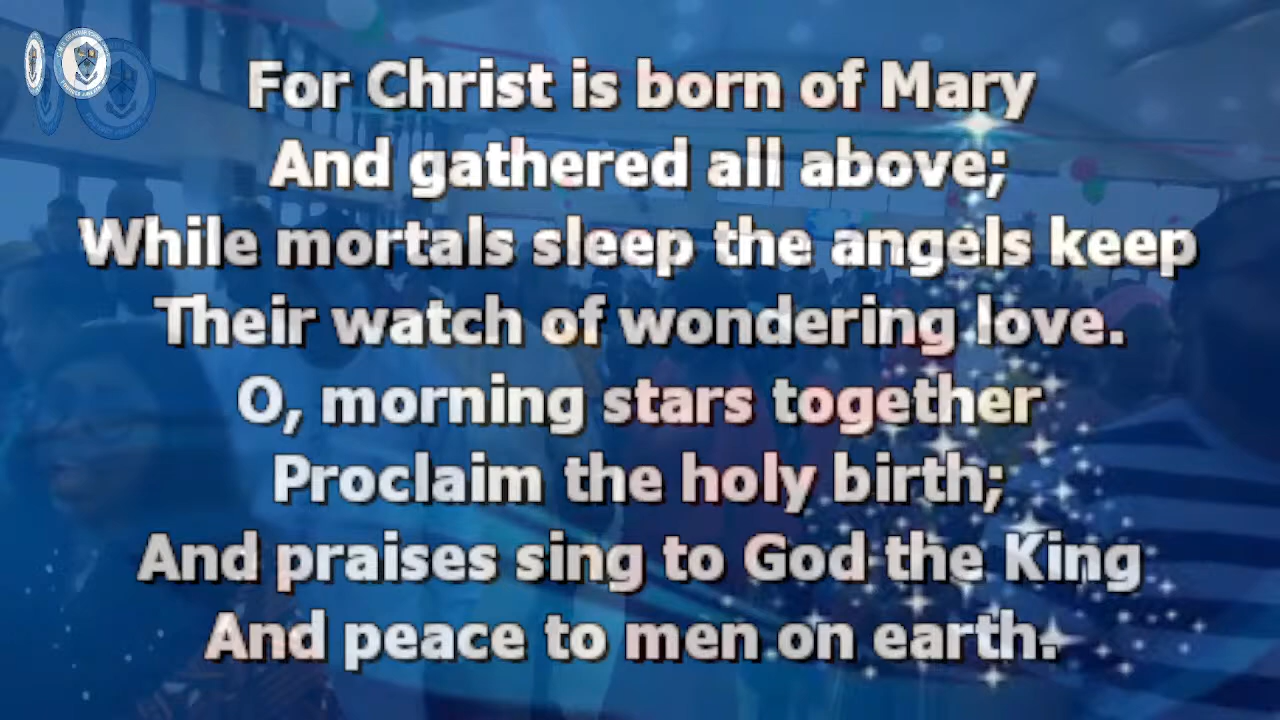 For Christ is born of Mary
And gathered all above;
While mortals sleep the angels keep
Their watch of wondering love.
O, morning stars together
Proclaim the holy birth;
And praises sing to God the King
And peace to men on earth.